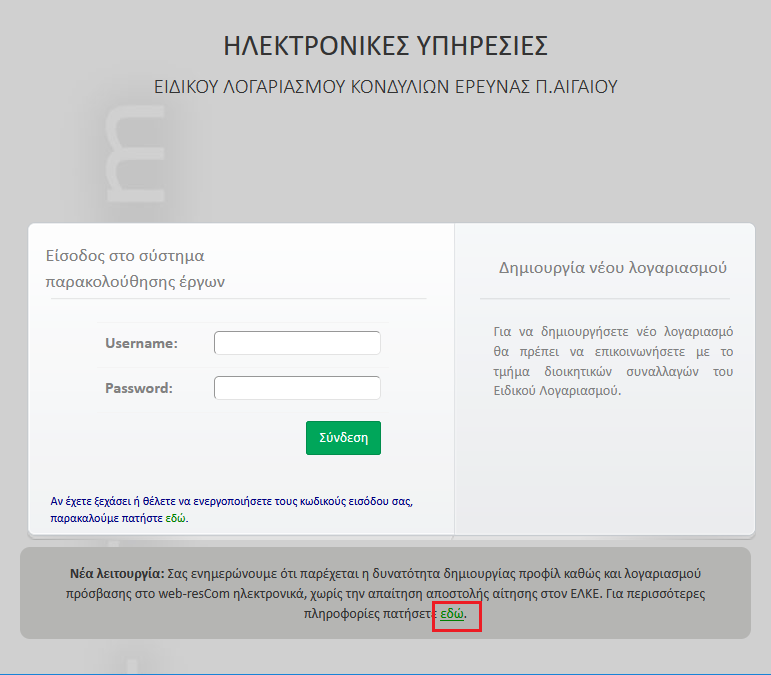 ΗΛΕΚΤΡΟΝΙΚΕΣ ΥΠΗΡΕΣΙΕΣ
ΕΙΔΙΚΟΥ ΛΟΓΑΡΙΑΣΜΟΥ ΚΟΝΔΥΛΙΩΝ ΕΡΕΥΝΑΣ Π.ΑΙΓΑΙΟΥ
m
Είσοδος στο σύστημα
παρακολούθησης έργων
Username:
Password:
Σύνδεση
Αν έχετε ξεχάσει ή θέλετε να ενεργοποιήσετε τους κωδικούς εισόδου σας,
παρακαλούμε πατήστε εδώ.
Δημιουργία νέου λογαριασμού
Για να δημιουργήσετε νέο λογαριασμό
θα πρέπει να επικοινωνήσετε με το
τμήμα διοικητικών συναλλαγών του
Ειδικού Λογαριασμού.
Νέα λειτουργία: Σας ενημερώνουμε ότι παρέχεται η δυνατότητα δημιουργίας προφίλ καθώς και λογαριασμού
πρόσβασης στο web-resCom ηλεκτρονικά, χωρίς την απαίτηση αποστολής αίτησης στον ΕΛΚΕ. Για περισσότερες
πληροφορίες πατήσετε εδώ.